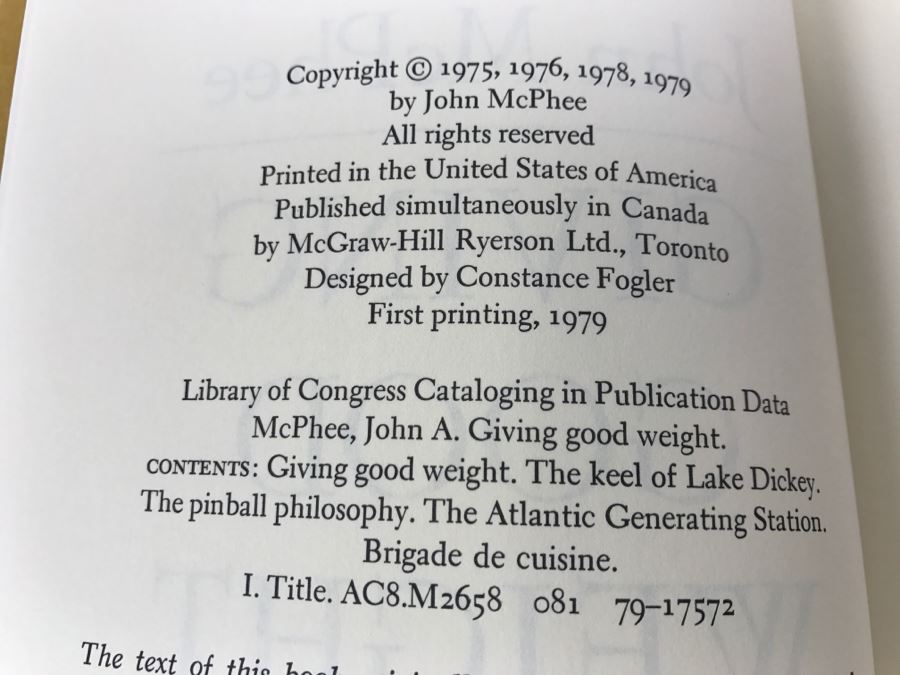 Copyright © 1975, 1976, 1978, 1979
by John McPhee
All rights reserved
Printed in the United States of America
Published simultaneously in Canada
by McGraw-Hill Ryerson Ltd., Toronto
Designed by Constance Fogler
First printing, 1979
Library of Congress Cataloging in Publication Data
McPhee, John A. Giving good weight.
CONTENTS: Giving good weight. The keel of Lake Dickey.
The pinball philosophy. The Atlantic Generating Station.
Brigade de cuisine.
I. Title. AC8.M2658 081 79–17572
The text of this book